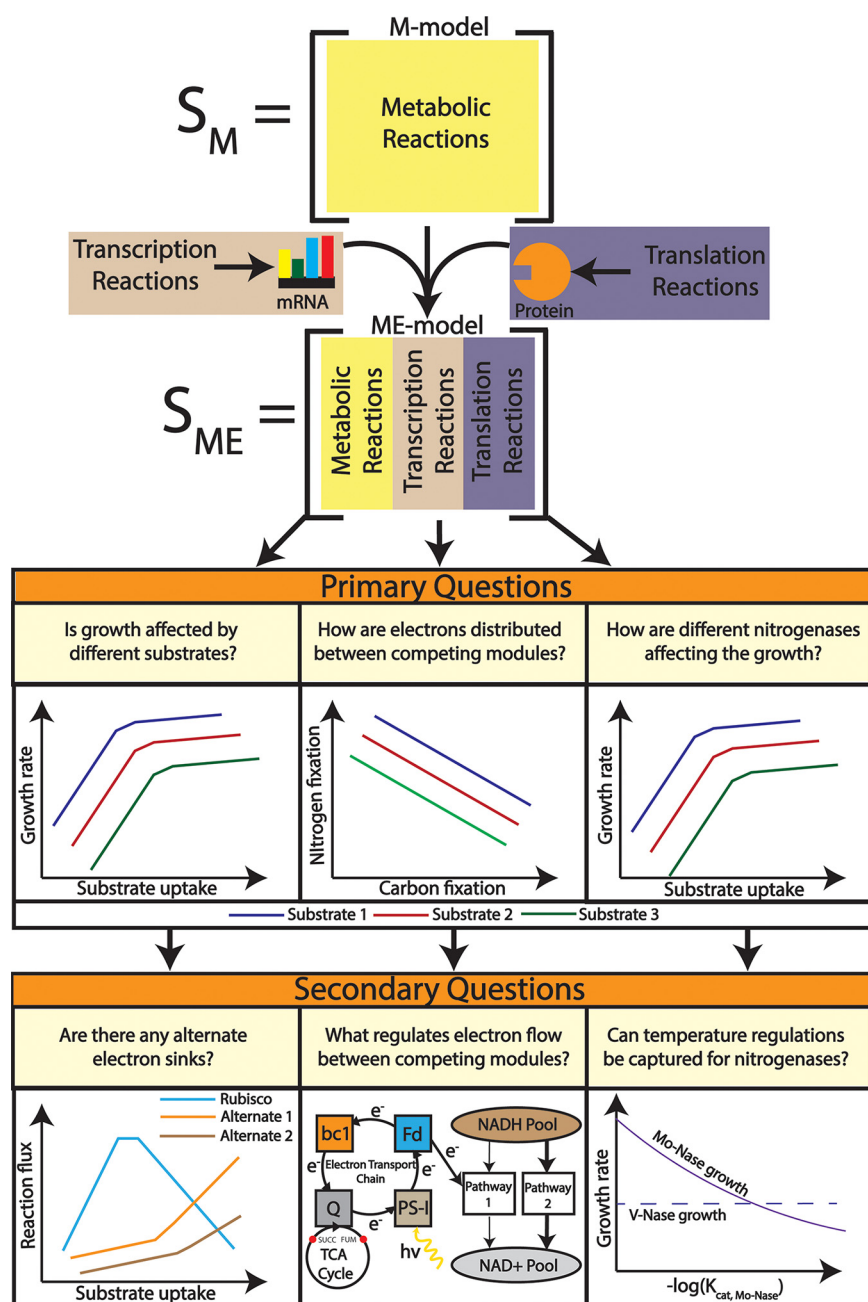 M-model
S_M =
Metabolic
Reactions
Transcription
Reactions
mRNA
Protein
Translation
Reactions
ME-model
S_ME =
Metabolic
Reactions
Transcription
Reactions
Translation
Reactions
Primary Questions
Is growth affected by
different substrates?
How are electrons distributed
between competing modules?
How are different nitrogenases
affecting the growth?
Growth rate
Substrate uptake
NItrogen fixation
Carbon fixation
Growth rate
Substrate uptake
Substrate 1
Substrate 2
Substrate 3
Secondary Questions
Are there any alternate
electron sinks?
What regulates electron flow
between competing modules?
Can temperature regulations
be captured for nitrogenases?
Reaction flux
Rubisco
Alternate 1
Alternate 2
Substrate uptake
e-
bc1
Fd
e-
e-
Electron Transport
Chain
e-
Q
e-
PS-I
SUCC FUM
TCA
Cycle
hν
NADH Pool
Pathway
1
Pathway
2
NAD+ Pool
Growth rate
Mo-Nase growth
V-Nase growth
-log(K_cat, Mo-Nase)